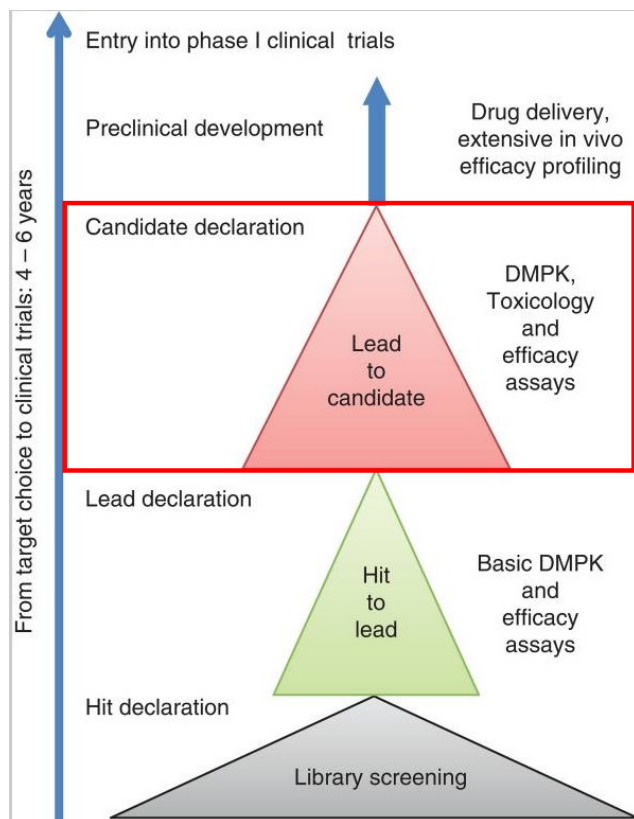 Entry into phase I clinical trials
Preclinical development
Drug delivery,
extensive in vivo
efficacy profiling
Candidate declaration
DMPK,
Toxicology
and
efficacy
assays
Lead
to
candidate
Lead declaration
Hit
to
lead
Basic DMPK
and
efficacy
assays
Hit declaration
Library screening
From target choice to clinical trials: 4 – 6 years